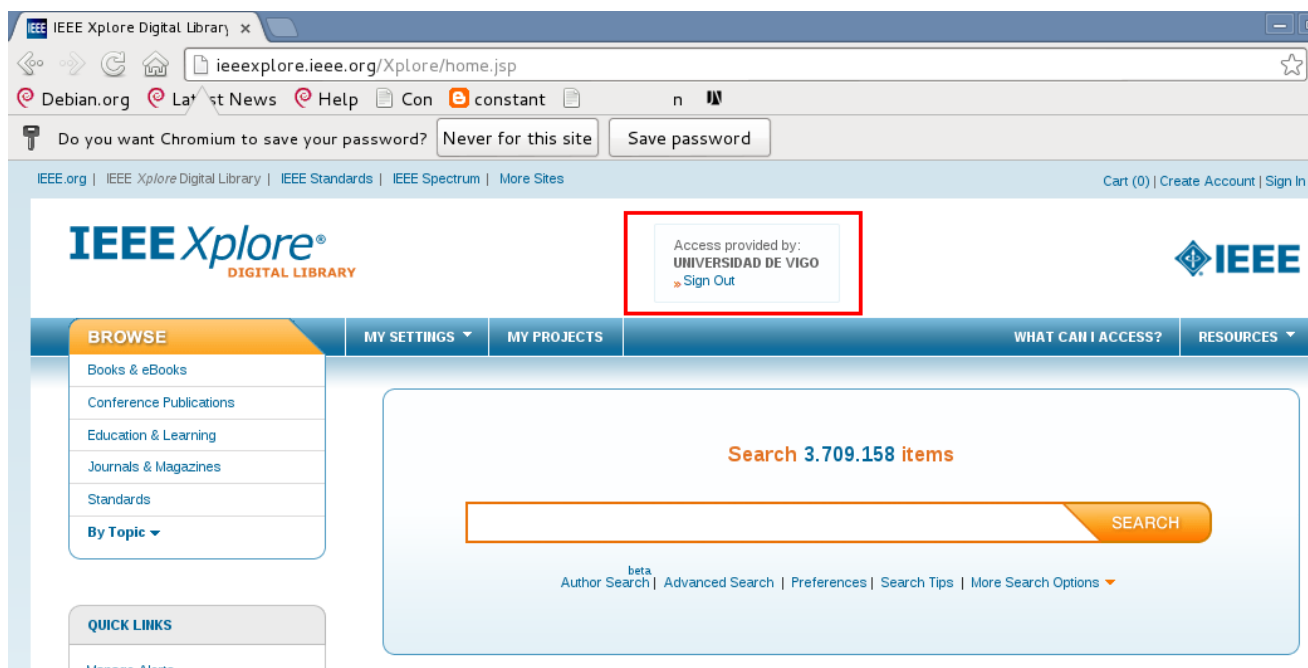 IEEE IEEE Xplore Digital Library x
ieeexplore.ieee.org/Xplore/home.jsp
Debian.org Latest News Help Con constant n
Do you want Chromium to save your password? Never for this site Save password
IEEE.org | IEEE Xplore Digital Library | IEEE Standards | IEEE Spectrum | More Sites
Cart (0) | Create Account | Sign In
IEEE Xplore®
DIGITAL LIBRARY
Access provided by:
UNIVERSIDAD DE VIGO
» Sign Out
IEEE
BROWSE MY SETTINGS MY PROJECTS WHAT CAN I ACCESS? RESOURCES
Books & eBooks
Conference Publications
Education & Learning
Journals & Magazines
Standards
By Topic
Search 3.709.158 items
SEARCH
beta
Author Search | Advanced Search | Preferences | Search Tips | More Search Options
QUICK LINKS